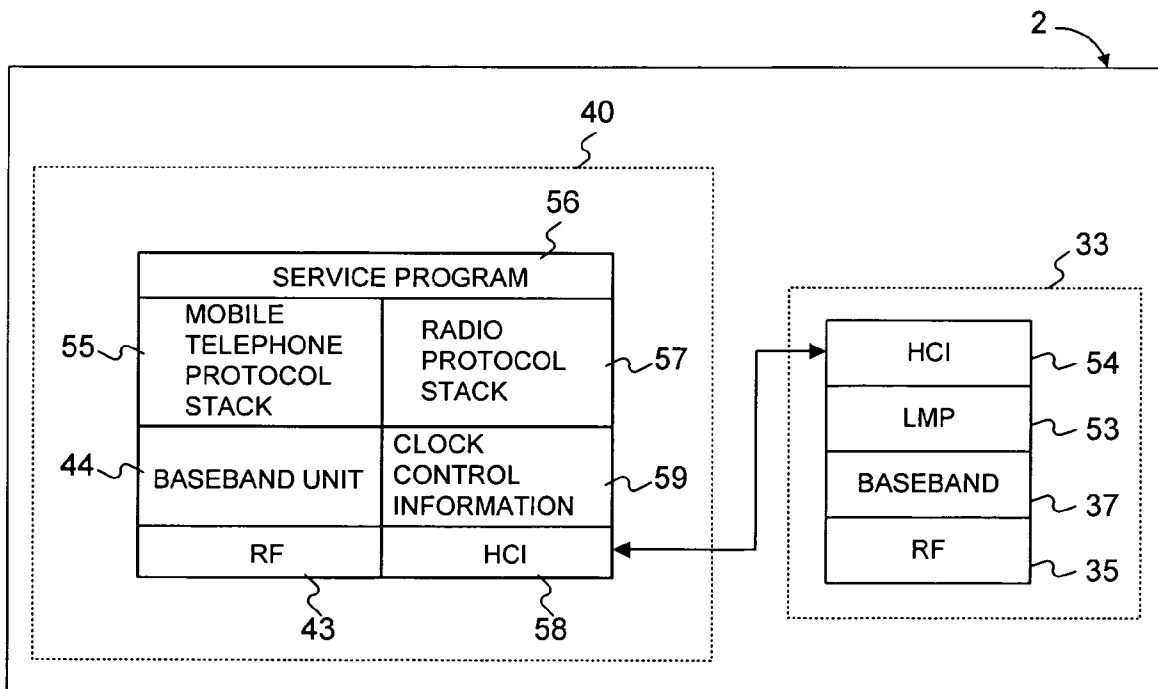 2
40
56
SERVICE PROGRAM
33
55
MOBILE
TELEPHONE
PROTOCOL
STACK
RADIO
PROTOCOL
STACK
57
HCI
54
LMP
53
44
BASEBAND UNIT
CLOCK
CONTROL
INFORMATION
59
BASEBAND
37
RF
HCI
RF
35
43
58